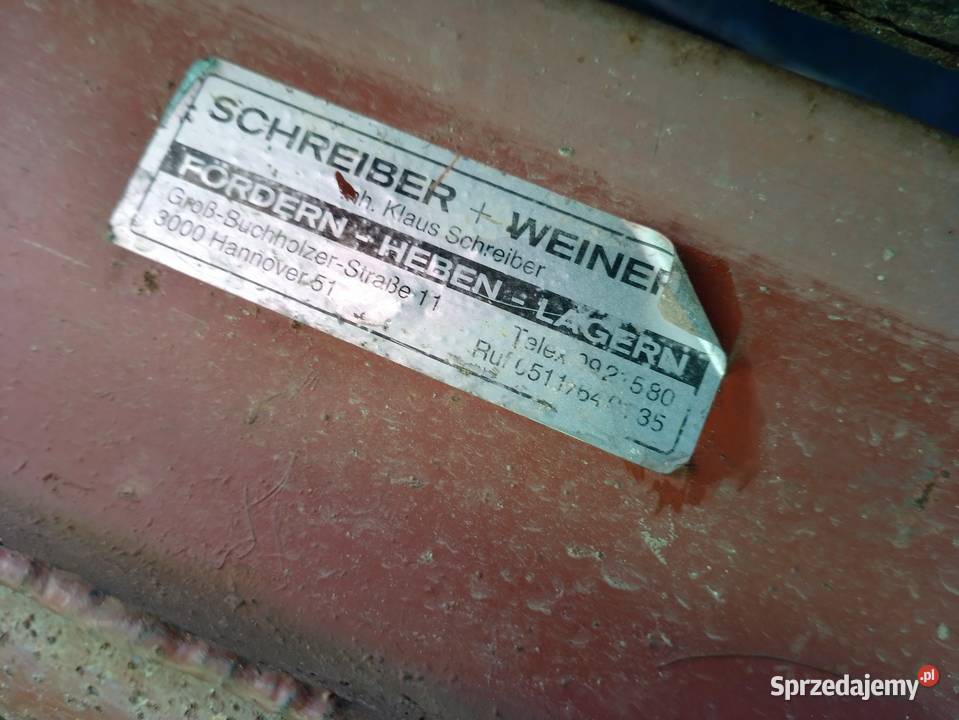 SCHREIBER + WEINER
Inh. Klaus Schreiber
FÖRDERN - HEBEN - LAGERN
Groß-Buchholzer-Straße 11
3000 Hannover 51
Telex
Ruf
Sprzedajemy.pl